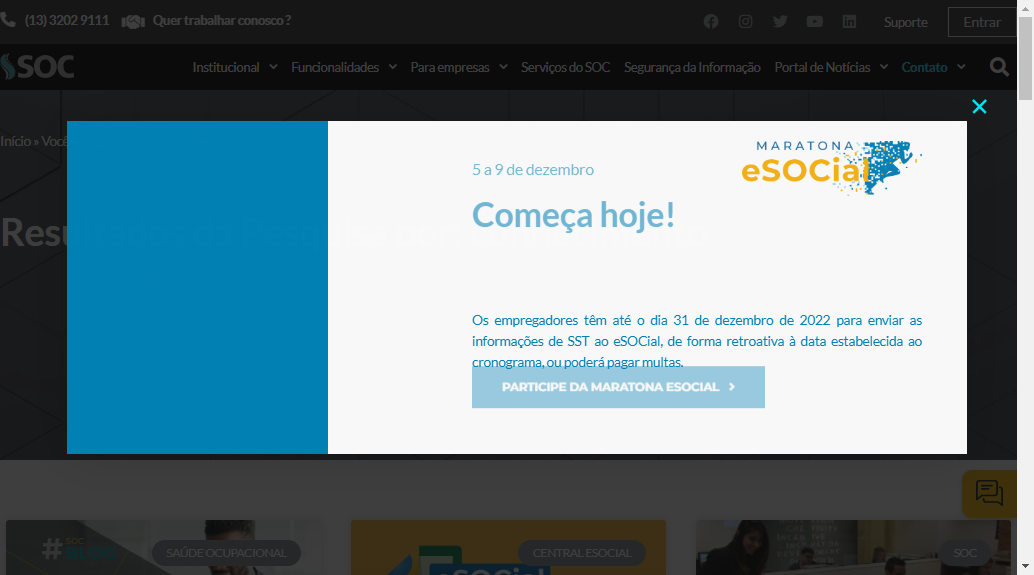 (13) 3202 9111 Quer trabalhar conosco ? Suporte Entrar
SOC Institucional Funcionalidades Para empresas Serviços do SOC Segurança da Informação Portal de Notícias Contato
Início » Você
MARATONA
eSOCial
5 a 9 de dezembro
Começa hoje!
Os empregadores têm até o dia 31 de dezembro de 2022 para enviar as
informações de SST ao eSOCial, de forma retroativa à data estabelecida ao
cronograma, ou poderá pagar multas.
PARTICIPE DA MARATONA ESOCIAL
# SOC BLOG SAÚDE OCUPACIONAL CENTRAL ESOCIAL SOC
eSOCial